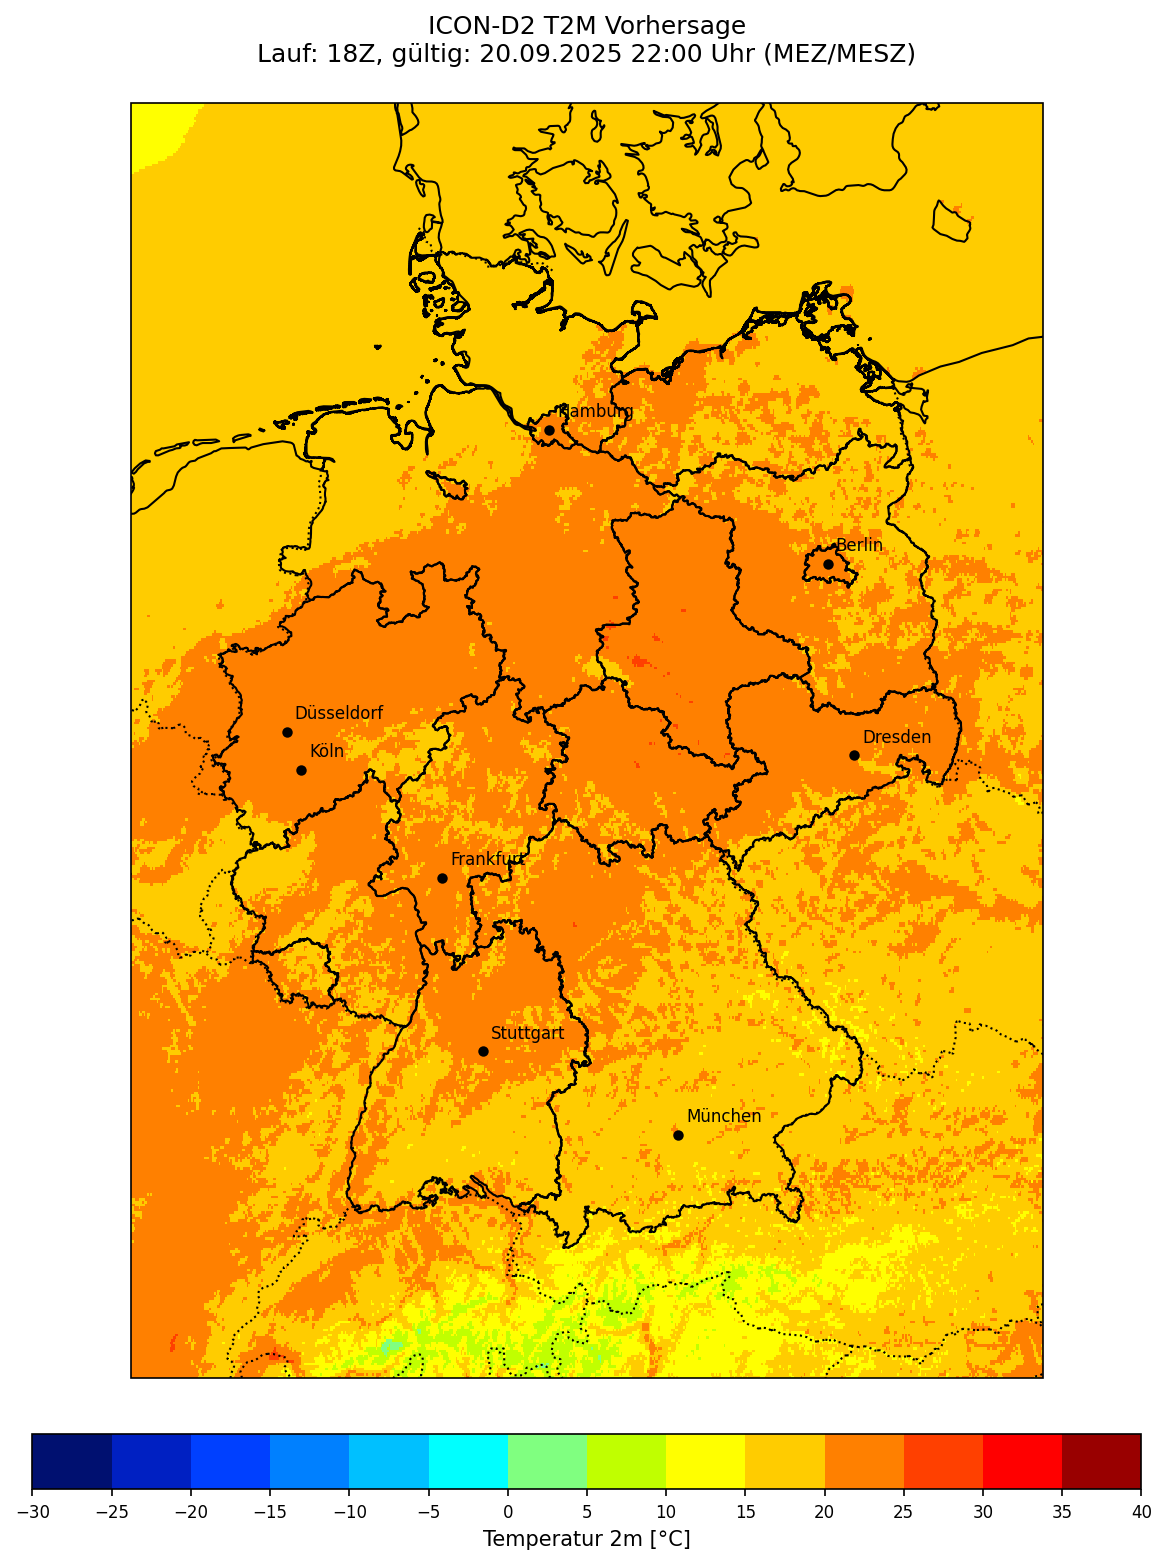 ICON-D2 T2M Vorhersage
Lauf: 18Z, gültig: 20.09.2025 22:00 Uhr (MEZ/MESZ)
Hamburg
Berlin
Düsseldorf
Dresden
Köln
Frankfurt
Stuttgart
München
−30 −25 −20 −15 −10 −5 0 5 10 15 20 25 30 35 40
Temperatur 2m [°C]